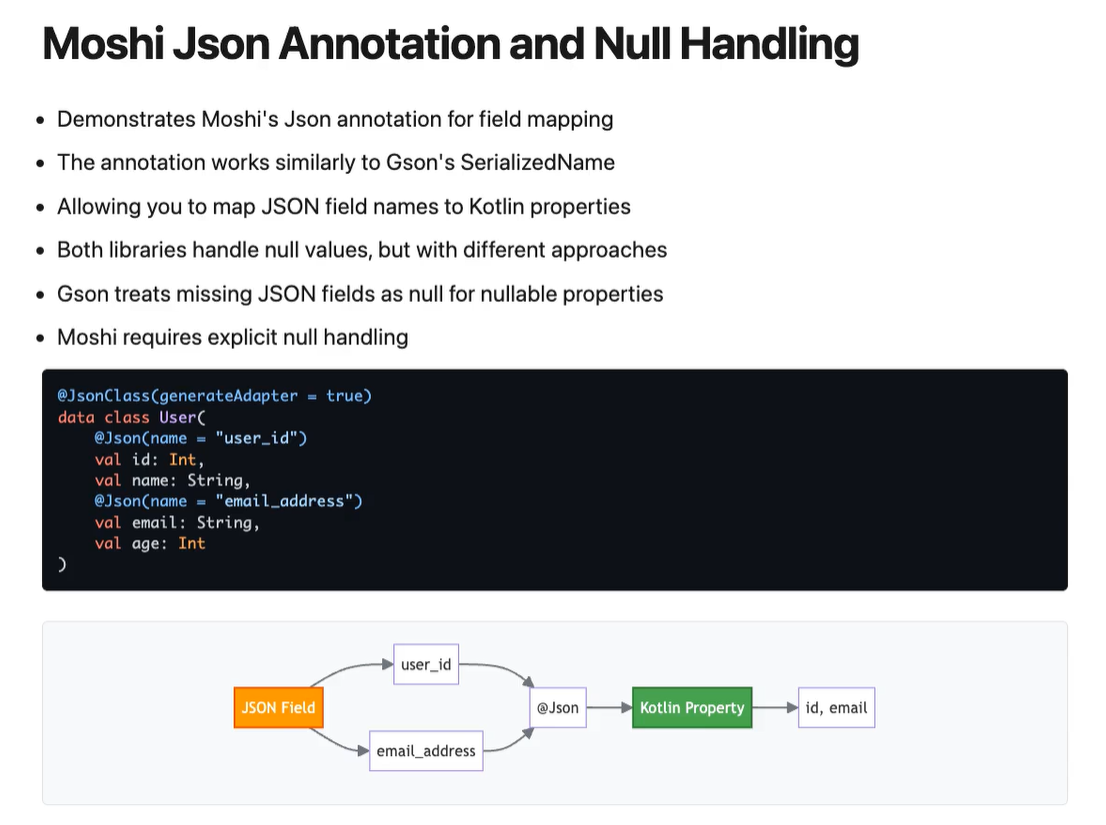 Moshi Json Annotation and Null Handling
• Demonstrates Moshi's Json annotation for field mapping
• The annotation works similarly to Gson's SerializedName
• Allowing you to map JSON field names to Kotlin properties
• Both libraries handle null values, but with different approaches
• Gson treats missing JSON fields as null for nullable properties
• Moshi requires explicit null handling
@JsonClass(generateAdapter = true)
data class User(
    @Json(name = "user_id")
    val id: Int,
    val name: String,
    @Json(name = "email_address")
    val email: String,
    val age: Int
)
JSON Field
user_id
email_address
@Json
Kotlin Property
id, email